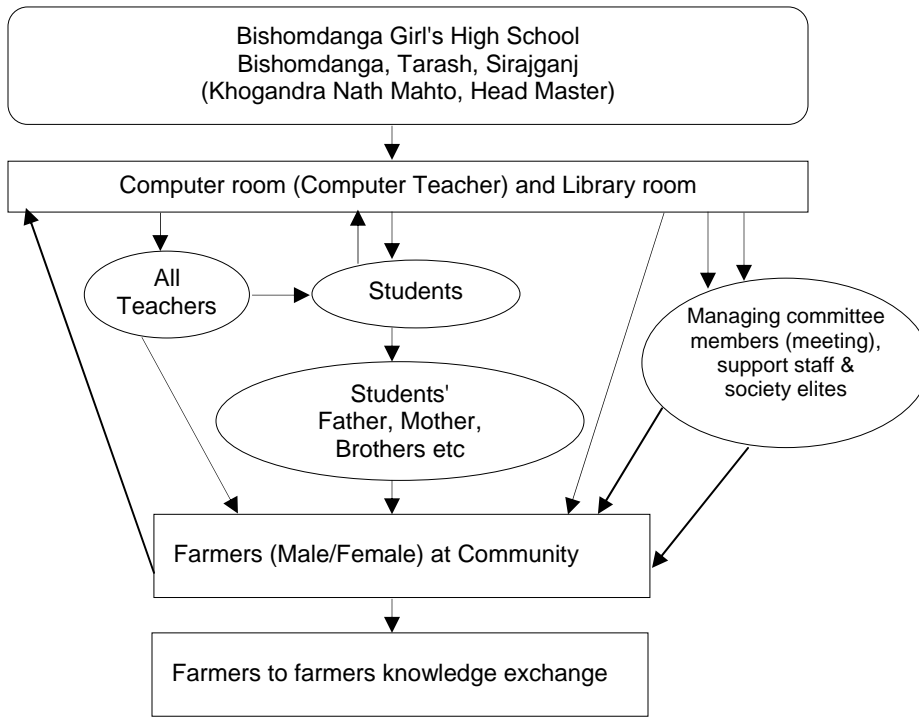 Bishomdanga Girl's High School
Bishomdanga, Tarash, Sirajganj
(Khogandra Nath Mahto, Head Master)
Computer room (Computer Teacher) and Library room
All
Teachers
Students
Managing committee
members (meeting),
support staff &
society elites
Students'
Father, Mother,
Brothers etc
Farmers (Male/Female) at Community
Farmers to farmers knowledge exchange